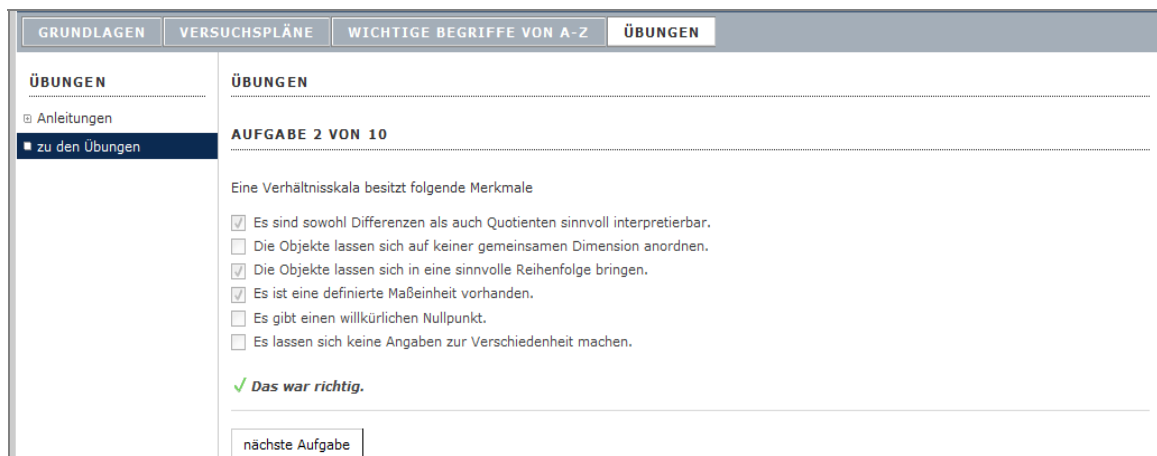 GRUNDLAGEN VERSUCHSPLÄNE WICHTIGE BEGRIFFE VON A-Z ÜBUNGEN
ÜBUNGEN
Anleitungen
zu den Übungen
ÜBUNGEN
AUFGABE 2 VON 10
Eine Verhältnisskala besitzt folgende Merkmale
Es sind sowohl Differenzen als auch Quotienten sinnvoll interpretierbar.
Die Objekte lassen sich auf keiner gemeinsamen Dimension anordnen.
Die Objekte lassen sich in eine sinnvolle Reihenfolge bringen.
Es ist eine definierte Maßeinheit vorhanden.
Es gibt einen willkürlichen Nullpunkt.
Es lassen sich keine Angaben zur Verschiedenheit machen.
Das war richtig.
nächste Aufgabe